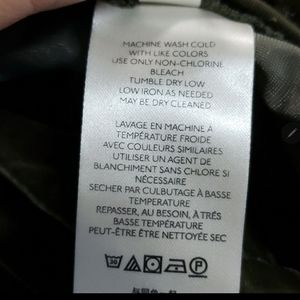 MACHINE WASH COLD
WITH LIKE COLORS
USE ONLY NON-CHLORINE
BLEACH
TUMBLE DRY LOW
LOW IRON AS NEEDED
MAY BE DRY CLEANED
LAVAGE EN MACHINE À
TEMPÉRATURE FROIDE
AVEC COULEURS SIMILAIRES
UTILISER UN AGENT DE
BLANCHIMENT SANS CHLORE SI
NÉCESSAIRE
SECHER PAR CULBUTAGE À BASSE
TEMPERATURE
REPASSER, AU BESOIN, À TRÉS
BASSE TEMPÉRATURE
PEUT-ÊTRE ÊTRE NETTOYÉE SEC
30 P